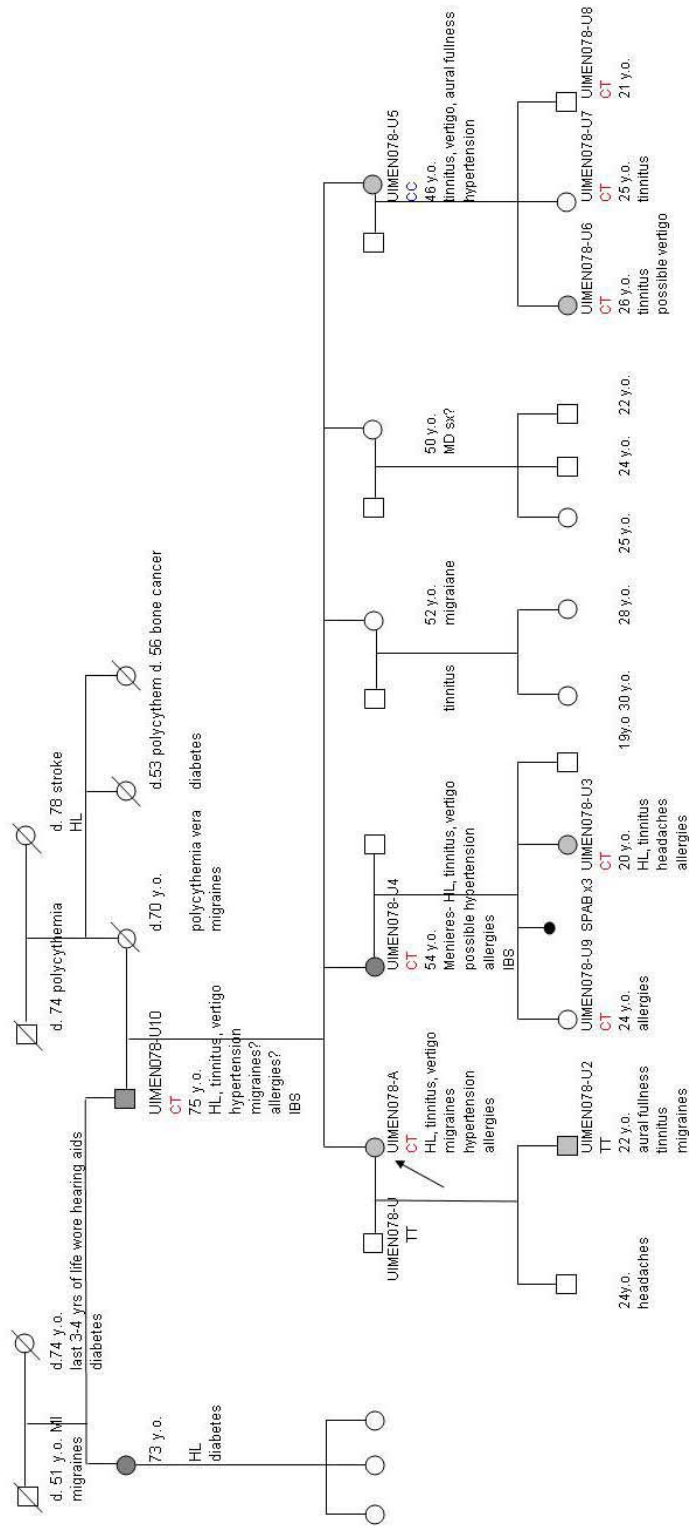 d. 51 y.o. MI
migraines
d.74 y.o.
last 3-4 yrs of life wore hearing aids
diabetes
d. 74 polycythemia
d. 78 stroke
HL
73 y.o.
HL
diabetes
UIMEN078-U10
CT
75 y.o.
HL, tinnitus, vertigo
hypertension
migraines?
allergies?
IBS
d.70 y.o.
polycythemia vera
migraines
d.53 polycythem
diabetes
d. 56 bone cancer
UIMEN078-U
TT
UIMEN078-A
CT
HL, tinnitus, vertigo
migraines
hypertension
allergies
UIMEN078-U4
CT
54 y.o.
Menieres- HL, tinnitus, vertigo
possible hypertension
allergies
IBS
tinnitus
52 y.o.
migraiane
50 y.o.
MD sx?
UIMEN078-U5
CC
46 y.o.
tinnitus, vertigo, aural fullness
hypertension
24y.o.
headaches
UIMEN078-U2
TT
22 y.o.
aural fullness
tinnitus
migraines
UIMEN078-U9
CT
24 y.o.
allergies
SPAB x3
UIMEN078-U3
CT
20 y.o.
HL, tinnitus
headaches
allergies
19y.o
30 y.o.
28 y.o.
25 y.o.
24 y.o.
22 y.o.
UIMEN078-U6
CT
26 y.o.
tinnitus
possible vertigo
UIMEN078-U7
CT
25 y.o.
tinnitus
UIMEN078-U8
CT
21 y.o.